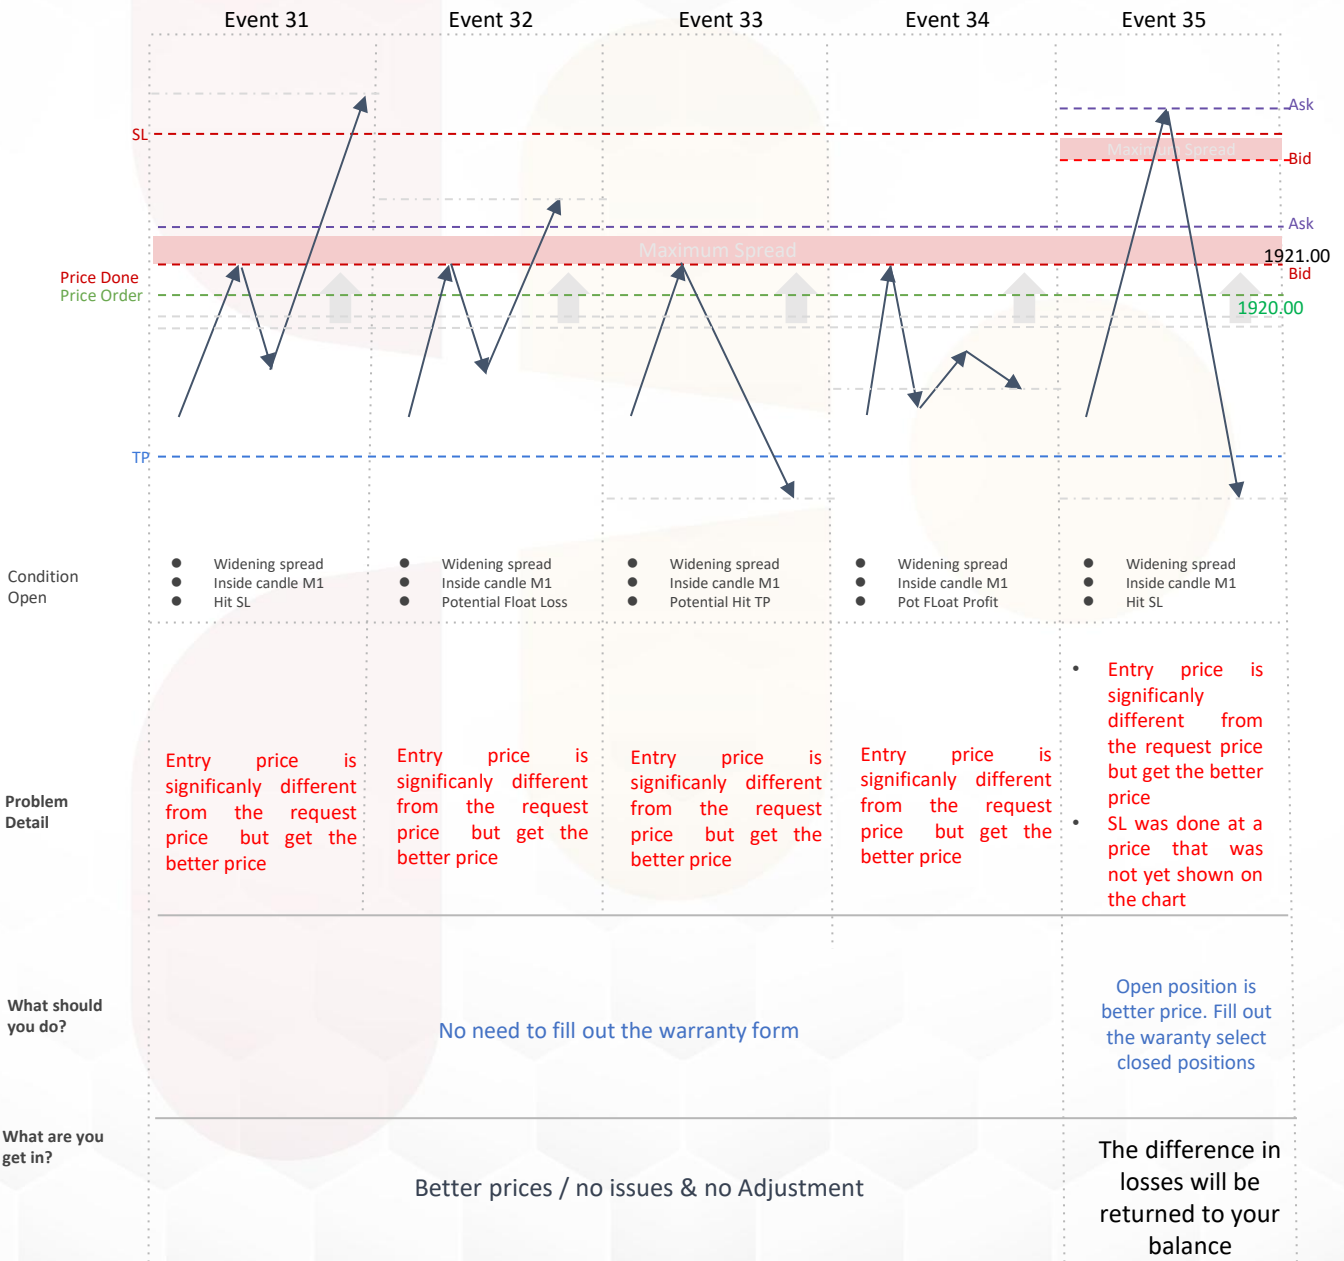 Event 31
Event 32
Event 33
Event 34
Event 35
Ask
SL
Maximum Spread
Bid
Ask
Maximum Spread
1921.00
Price Done
Bid
Price Order
1920.00
TP
Condition
Open
Widening spread
Inside candle M1
Hit SL
Widening spread
Inside candle M1
Potential Float Loss
Widening spread
Inside candle M1
Potential Hit TP
Widening spread
Inside candle M1
Pot FLoat Profit
Widening spread
Inside candle M1
Hit SL
Problem
Detail
Entry price is
significanly different
from the request
price but get the
better price
Entry price is
significanly different
from the request
price but get the
better price
Entry price is
significanly different
from the request
price but get the
better price
Entry price is
significanly different
from the request
price but get the
better price
Entry price is
significanly
different from
the request price
but get the better
price
SL was done at a
price that was
not yet shown on
the chart
What should
you do?
No need to fill out the warranty form
Open position is
better price. Fill out
the waranty select
closed positions
What are you
get in?
Better prices / no issues & no Adjustment
The difference in
losses will be
returned to your
balance